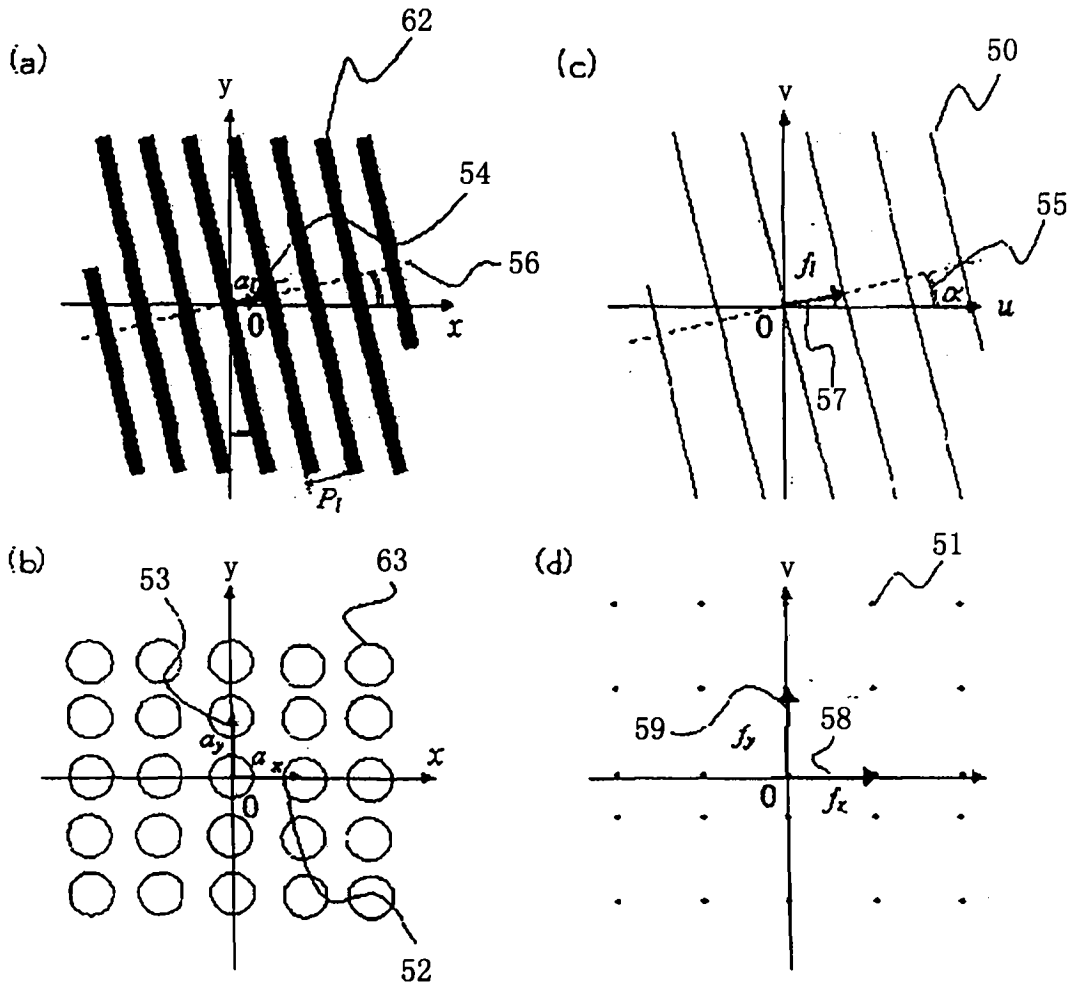 (a)
62
y
54
56
a_l
0
x
P_l
(c)
50
v
55
f_l
α
u
0
57
(b)
53
y
63
a_y
a_x
x
0
52
(d)
v
51
59
f_y
58
0
f_x